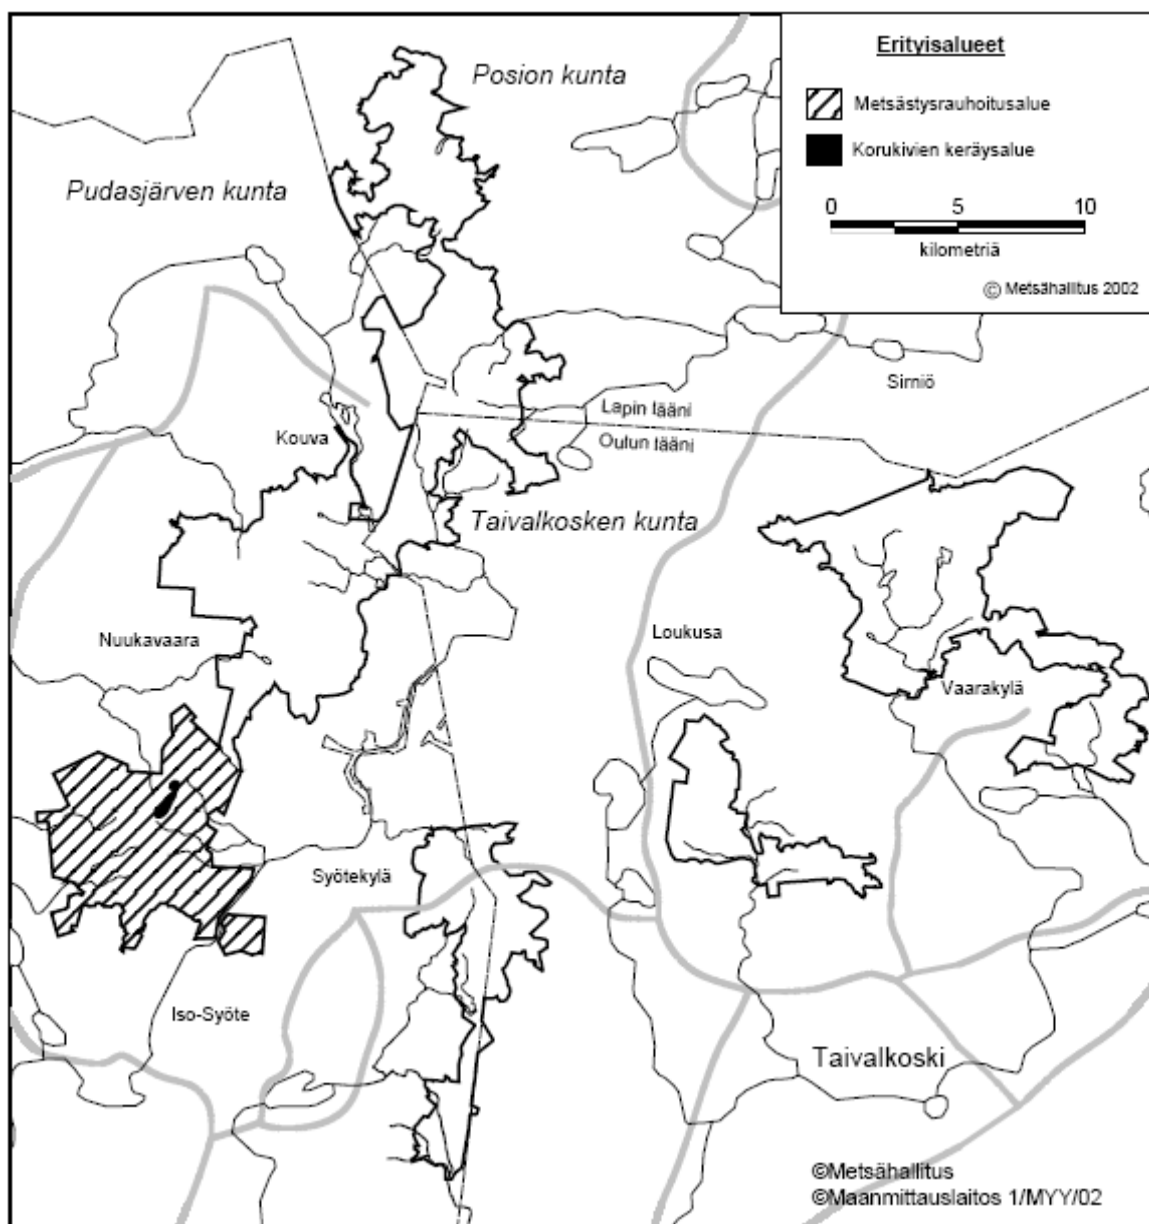 Erityisalueet
Metsästysrauhoitusalue
Korukivien keräysalue
0 5 10
kilometriä
© Metsähallitus 2002
Posion kunta
Pudasjärven kunta
Sirniö
Lapin lääni
Kouva
Oulun lääni
Taivalkosken kunta
Nuukavaara
Loukusa
Vaarakylä
Syötekylä
Iso-Syöte
Taivalkoski
©Metsähallitus
©Maanmittauslaitos 1/MYY/02